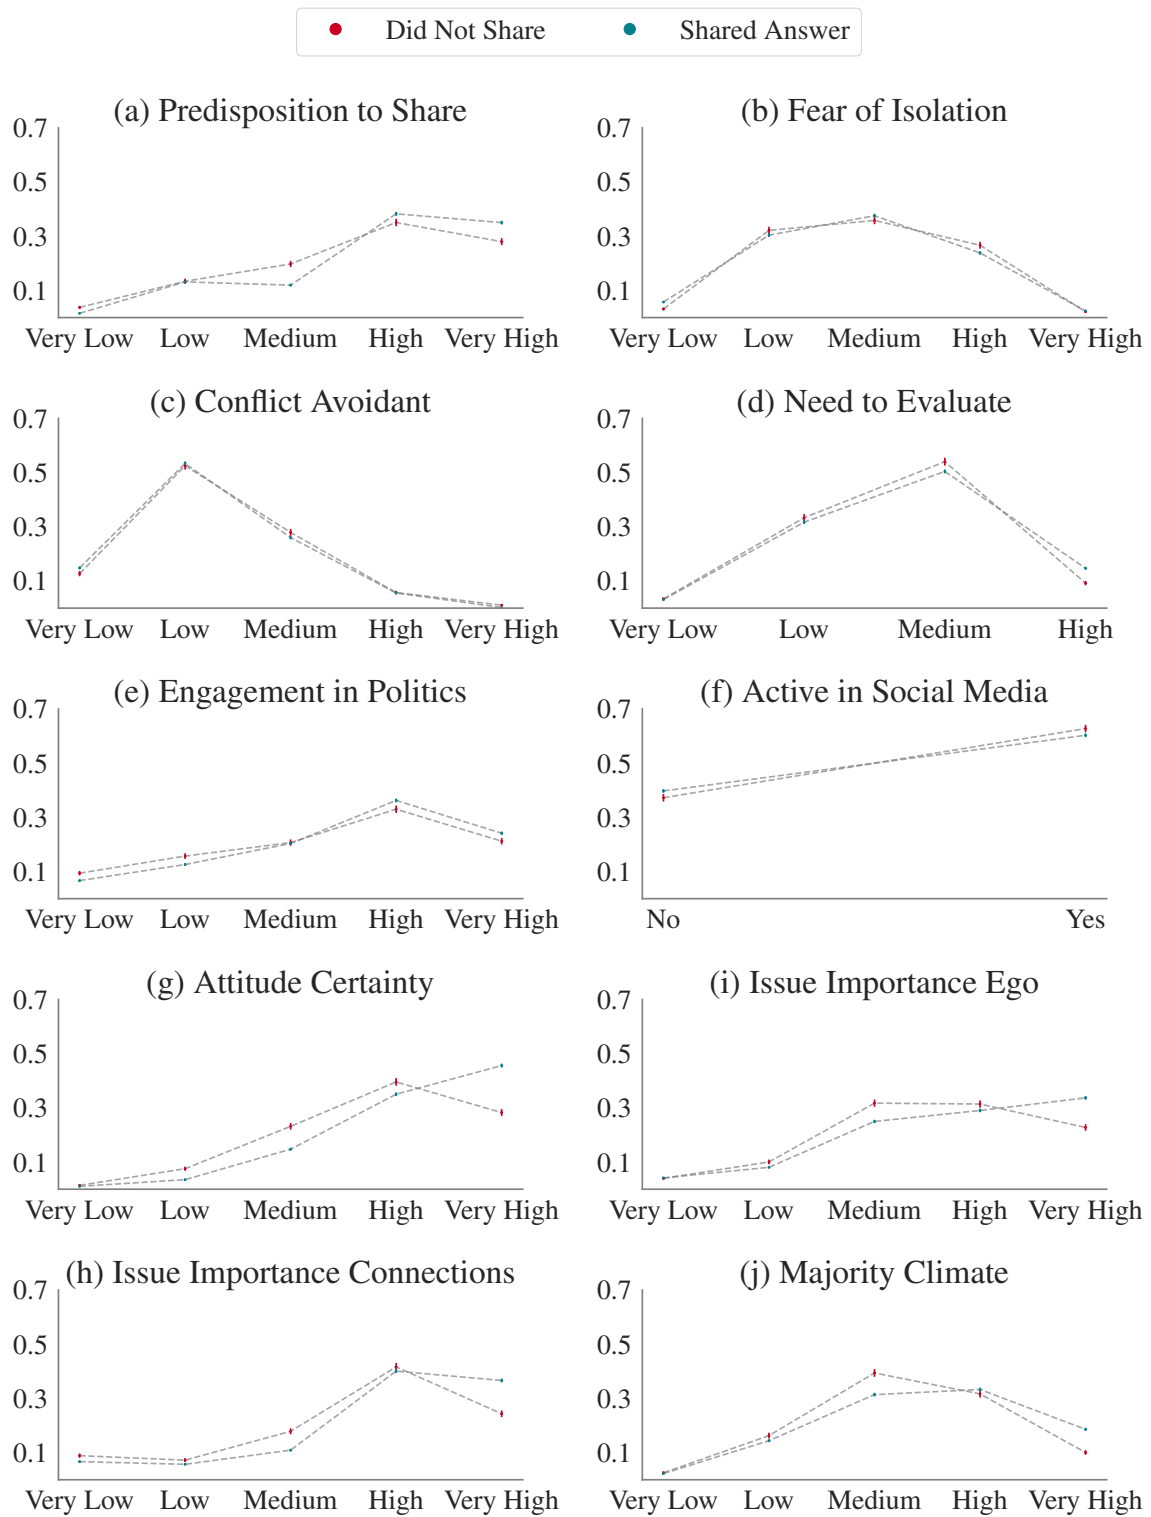 Did Not Share Shared Answer
(a) Predisposition to Share
0.7
0.5
0.3
0.1
Very Low Low Medium High Very High
(b) Fear of Isolation
0.7
0.5
0.3
0.1
Very Low Low Medium High Very High
(c) Conflict Avoidant
0.7
0.5
0.3
0.1
Very Low Low Medium High Very High
(d) Need to Evaluate
0.7
0.5
0.3
0.1
Very Low Low Medium High
(e) Engagement in Politics
0.7
0.5
0.3
0.1
Very Low Low Medium High Very High
(f) Active in Social Media
0.7
0.5
0.3
0.1
No Yes
(g) Attitude Certainty
0.7
0.5
0.3
0.1
Very Low Low Medium High Very High
(i) Issue Importance Ego
0.7
0.5
0.3
0.1
Very Low Low Medium High Very High
(h) Issue Importance Connections
0.7
0.5
0.3
0.1
Very Low Low Medium High Very High
(j) Majority Climate
0.7
0.5
0.3
0.1
Very Low Low Medium High Very High